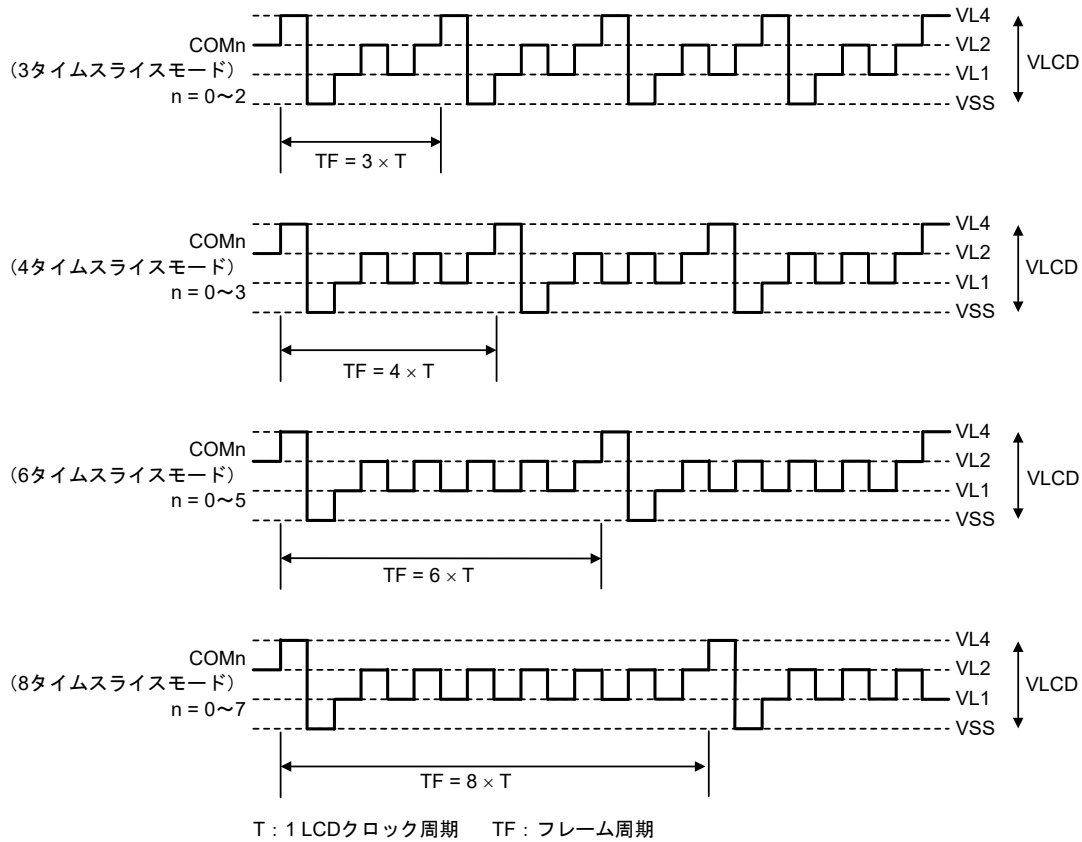 VL4
COMn
VL2
(3タイムスライスモード)
VL1
VLCD
n = 0～2
VSS
TF = 3 × T
VL4
COMn
VL2
(4タイムスライスモード)
VL1
VLCD
n = 0～3
VSS
TF = 4 × T
VL4
COMn
VL2
(6タイムスライスモード)
VL1
VLCD
n = 0～5
VSS
TF = 6 × T
VL4
COMn
VL2
(8タイムスライスモード)
VL1
VLCD
n = 0～7
VSS
TF = 8 × T
T : 1 LCDクロック周期 TF : フレーム周期